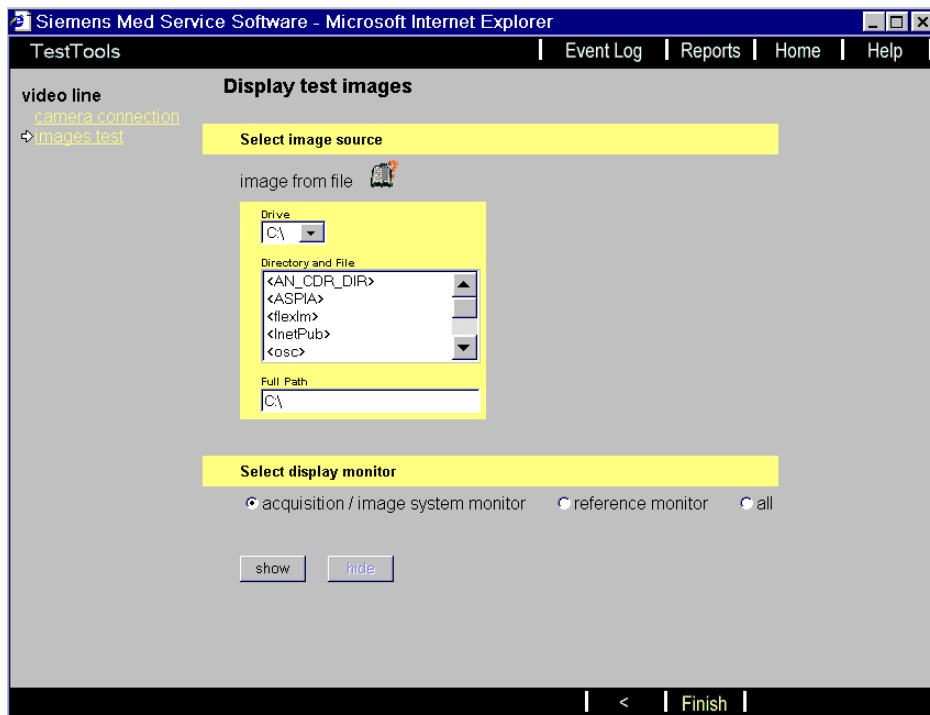 Siemens Med Service Software - Microsoft Internet Explorer
TestTools
Event Log
Reports
Home
Help
video line
camera connection
images test
Display test images
Select image source
image from file
Drive
C:\
Directory and File
<AN_CDR_DIR>
<ASPIA>
<flexlm>
<InetPub>
<osc>
Full Path
C:\
Select display monitor
acquisition / image system monitor
reference monitor
all
show
hide
<
Finish